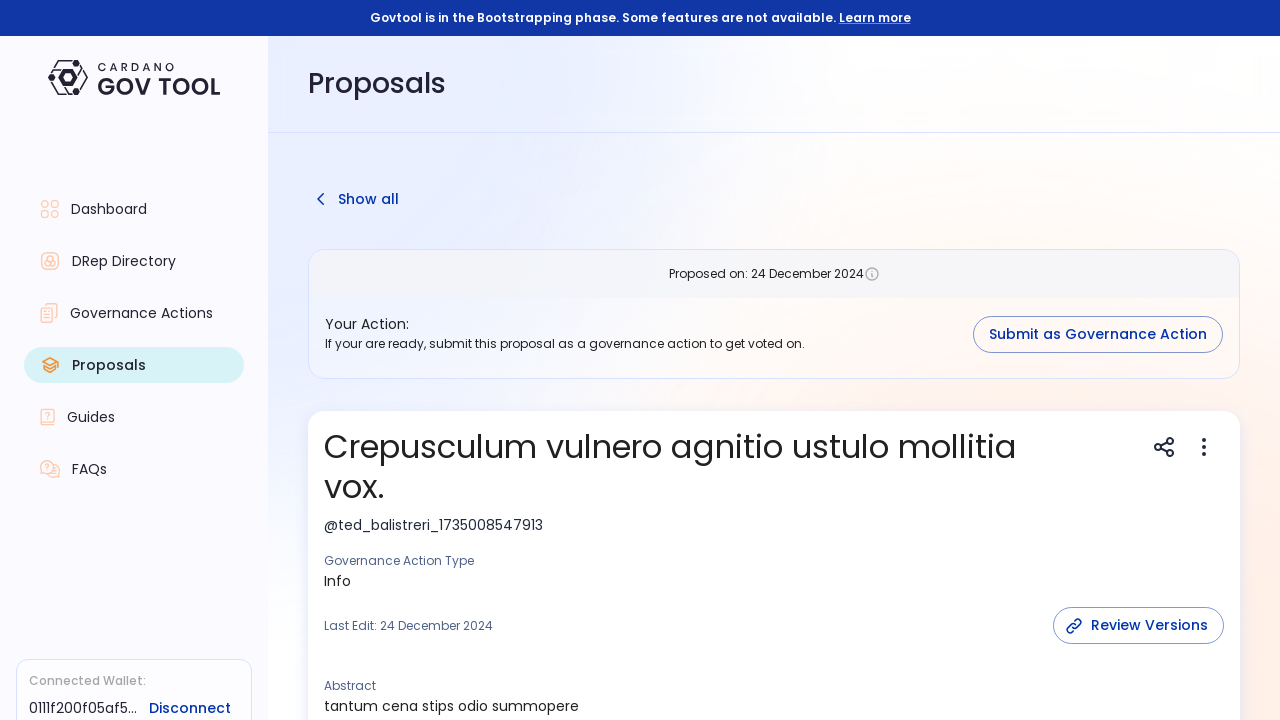 Govtool is in the Bootstrapping phase. Some features are not available. Learn more
CARDANO
GOV TOOL
Dashboard
DRep Directory
Governance Actions
Proposals
Guides
FAQs
Connected Wallet:
0111f200f05af5... Disconnect
Proposals
Show all
Proposed on: 24 December 2024
Your Action:
If your are ready, submit this proposal as a governance action to get voted on.
Submit as Governance Action
Crepusculum vulnero agnitio ustulo mollitia
vox.
@ted_balistreri_1735008547913
Governance Action Type
Info
Last Edit: 24 December 2024
Review Versions
Abstract
tantum cena stips odio summopere